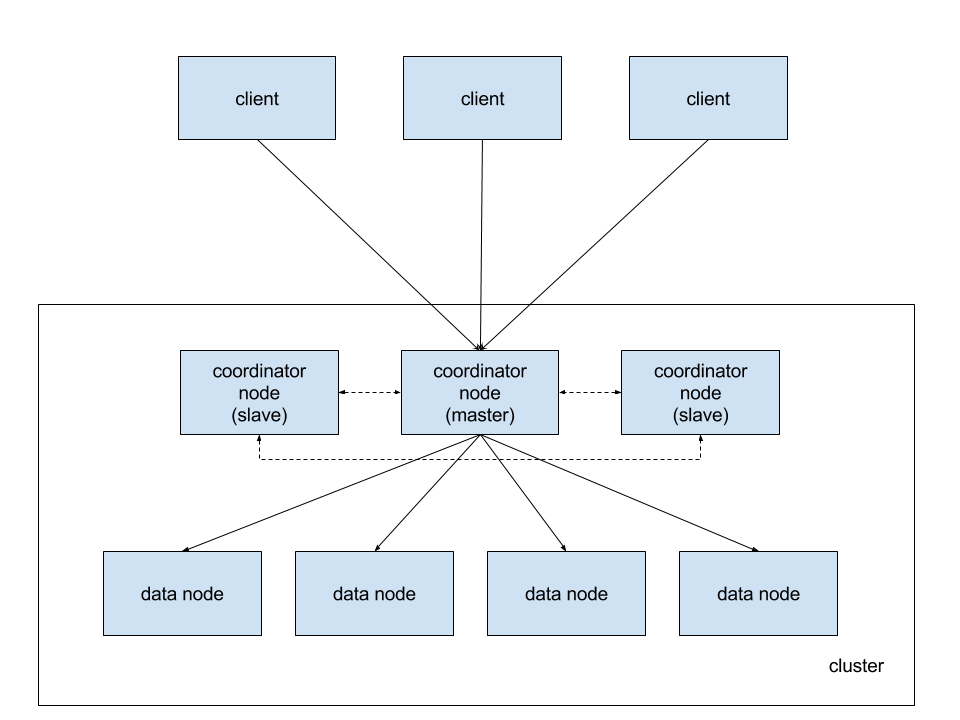 client
client
client
coordinator
node
(slave)
coordinator
node
(master)
coordinator
node
(slave)
data node
data node
data node
data node
cluster